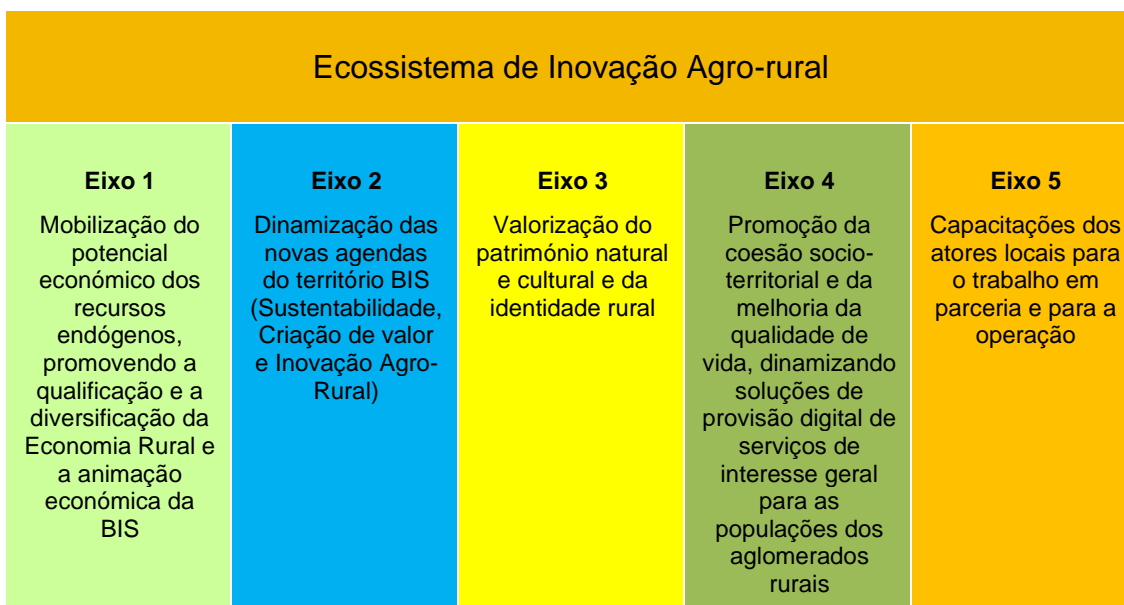 Ecossistema de Inovação Agro-rural
Eixo 1
Mobilização do
potencial
económico dos
recursos
endógenos,
promovendo a
qualificação e a
diversificação da
Economia Rural e
a animação
económica da
BIS
Eixo 2
Dinamização das
novas agendas
do território BIS
(Sustentabilidade,
Criação de valor
e Inovação Agro-
Rural)
Eixo 3
Valorização do
património natural
e cultural e da
identidade rural
Eixo 4
Promoção da
coesão socio-
territorial e da
melhoria da
qualidade de
vida, dinamizando
soluções de
provisão digital de
serviços de
interesse geral
para as
populações dos
aglomerados
rurais
Eixo 5
Capacitações dos
atores locais para
o trabalho em
parceria e para a
operação